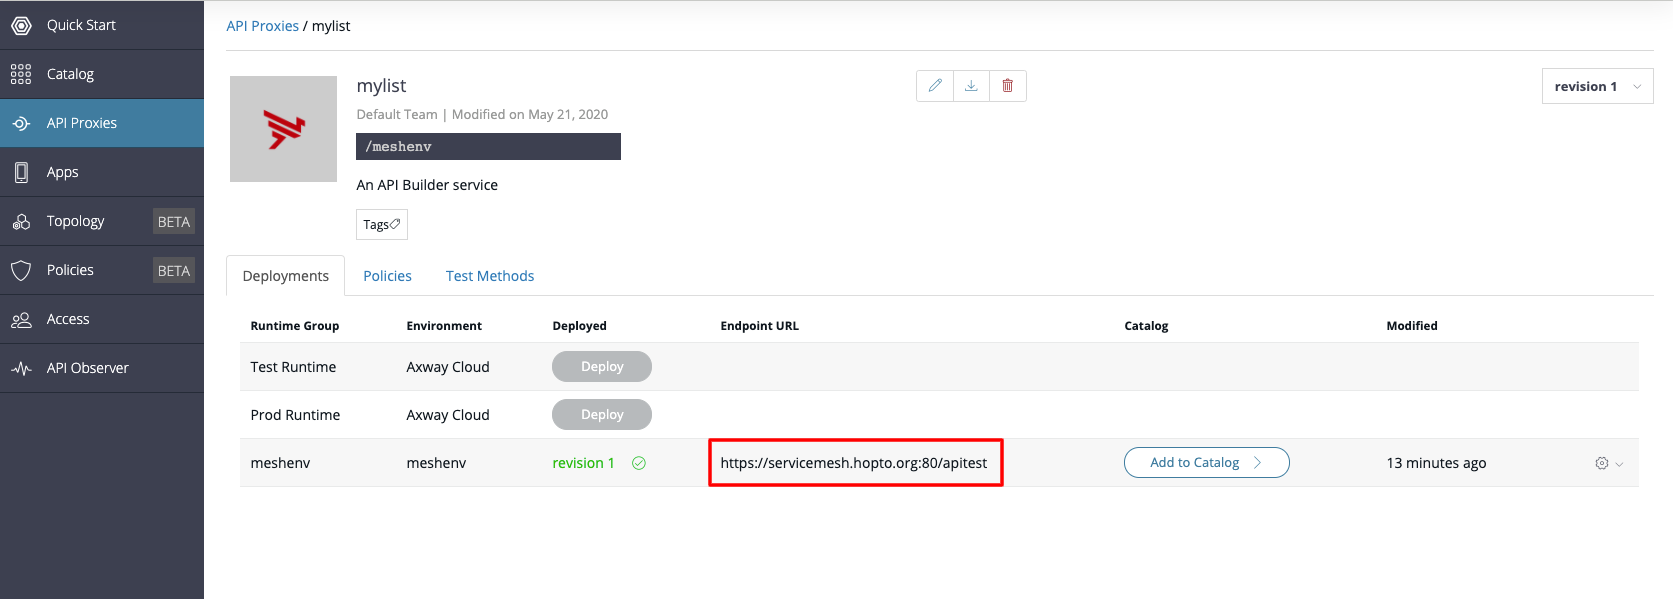 Quick Start
Catalog
API Proxies
Apps
Topology BETA
Policies BETA
Access
API Observer
API Proxies / mylist
mylist
revision 1
Default Team | Modified on May 21, 2020
/meshenv
An API Builder service
Tags
Deployments Policies Test Methods
Runtime Group Environment Deployed Endpoint URL Catalog Modified
Test Runtime Axway Cloud Deploy
Prod Runtime Axway Cloud Deploy
meshenv meshenv revision 1 https://servicemesh.hopto.org:80/apitest Add to Catalog 13 minutes ago